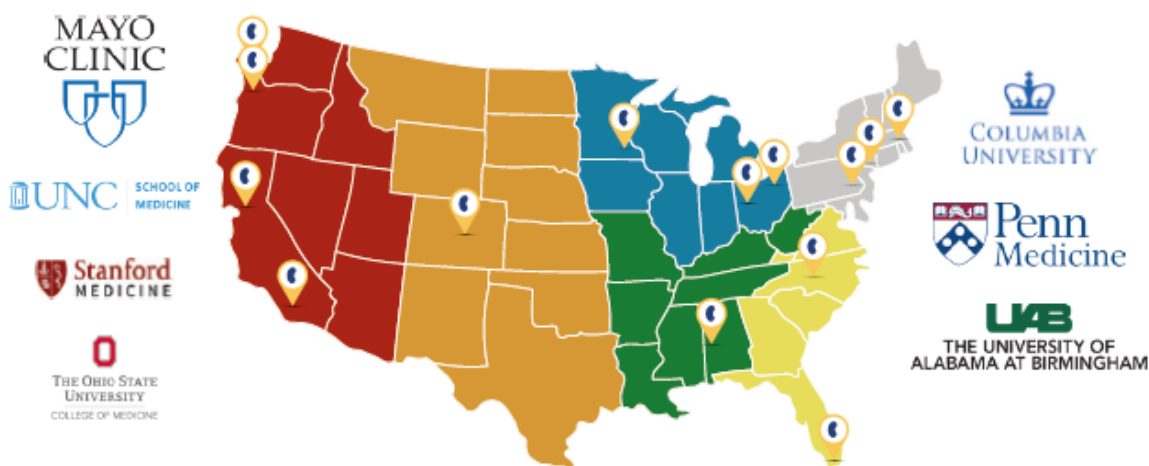 MAYO
CLINIC
UNC
SCHOOL OF
MEDICINE
Stanford
MEDICINE
THE OHIO STATE
UNIVERSITY
COLLEGE OF MEDICINE
COLUMBIA
UNIVERSITY
Penn
Medicine
UAB
THE UNIVERSITY OF
ALABAMA AT BIRMINGHAM